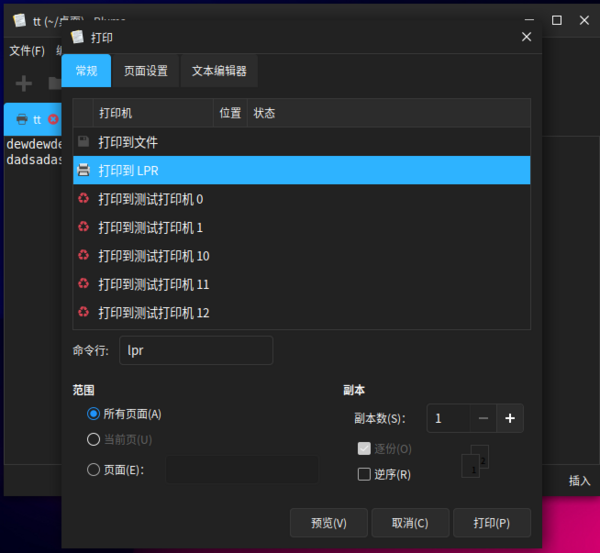 tt (~/桌面) - Pluma
打印
文件(F)
常规 页面设置 文本编辑器
tt
打印机 位置 状态
dewdewde
dadsadas
打印到文件
打印到 LPR
打印到测试打印机 0
打印到测试打印机 1
打印到测试打印机 10
打印到测试打印机 11
打印到测试打印机 12
命令行: lpr
范围 副本
所有页面(A) 副本数(S): 1
当前页(U) 逐份(O)
页面(E): 逆序(R)
1 2
插入
预览(V) 取消(C) 打印(P)